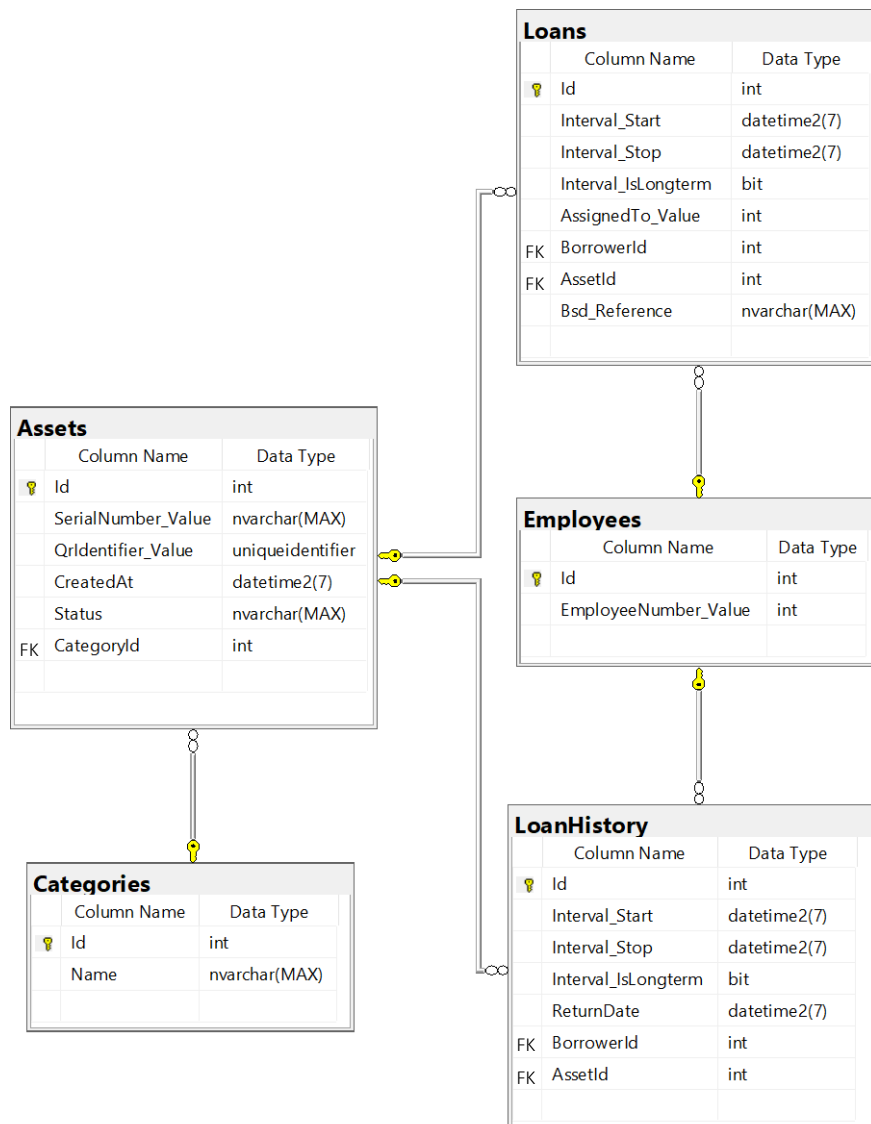 Loans
Column Name Data Type
Id int
Interval_Start datetime2(7)
Interval_Stop datetime2(7)
Interval_IsLongterm bit
AssignedTo_Value int
FK BorrowerId int
FK AssetId int
Bsd_Reference nvarchar(MAX)
Assets
Column Name Data Type
Id int
SerialNumber_Value nvarchar(MAX)
QrIdentifier_Value uniqueidentifier
CreatedAt datetime2(7)
Status nvarchar(MAX)
FK CategoryId int
Employees
Column Name Data Type
Id int
EmployeeNumber_Value int
Categories
Column Name Data Type
Id int
Name nvarchar(MAX)
LoanHistory
Column Name Data Type
Id int
Interval_Start datetime2(7)
Interval_Stop datetime2(7)
Interval_IsLongterm bit
ReturnDate datetime2(7)
FK BorrowerId int
FK AssetId int